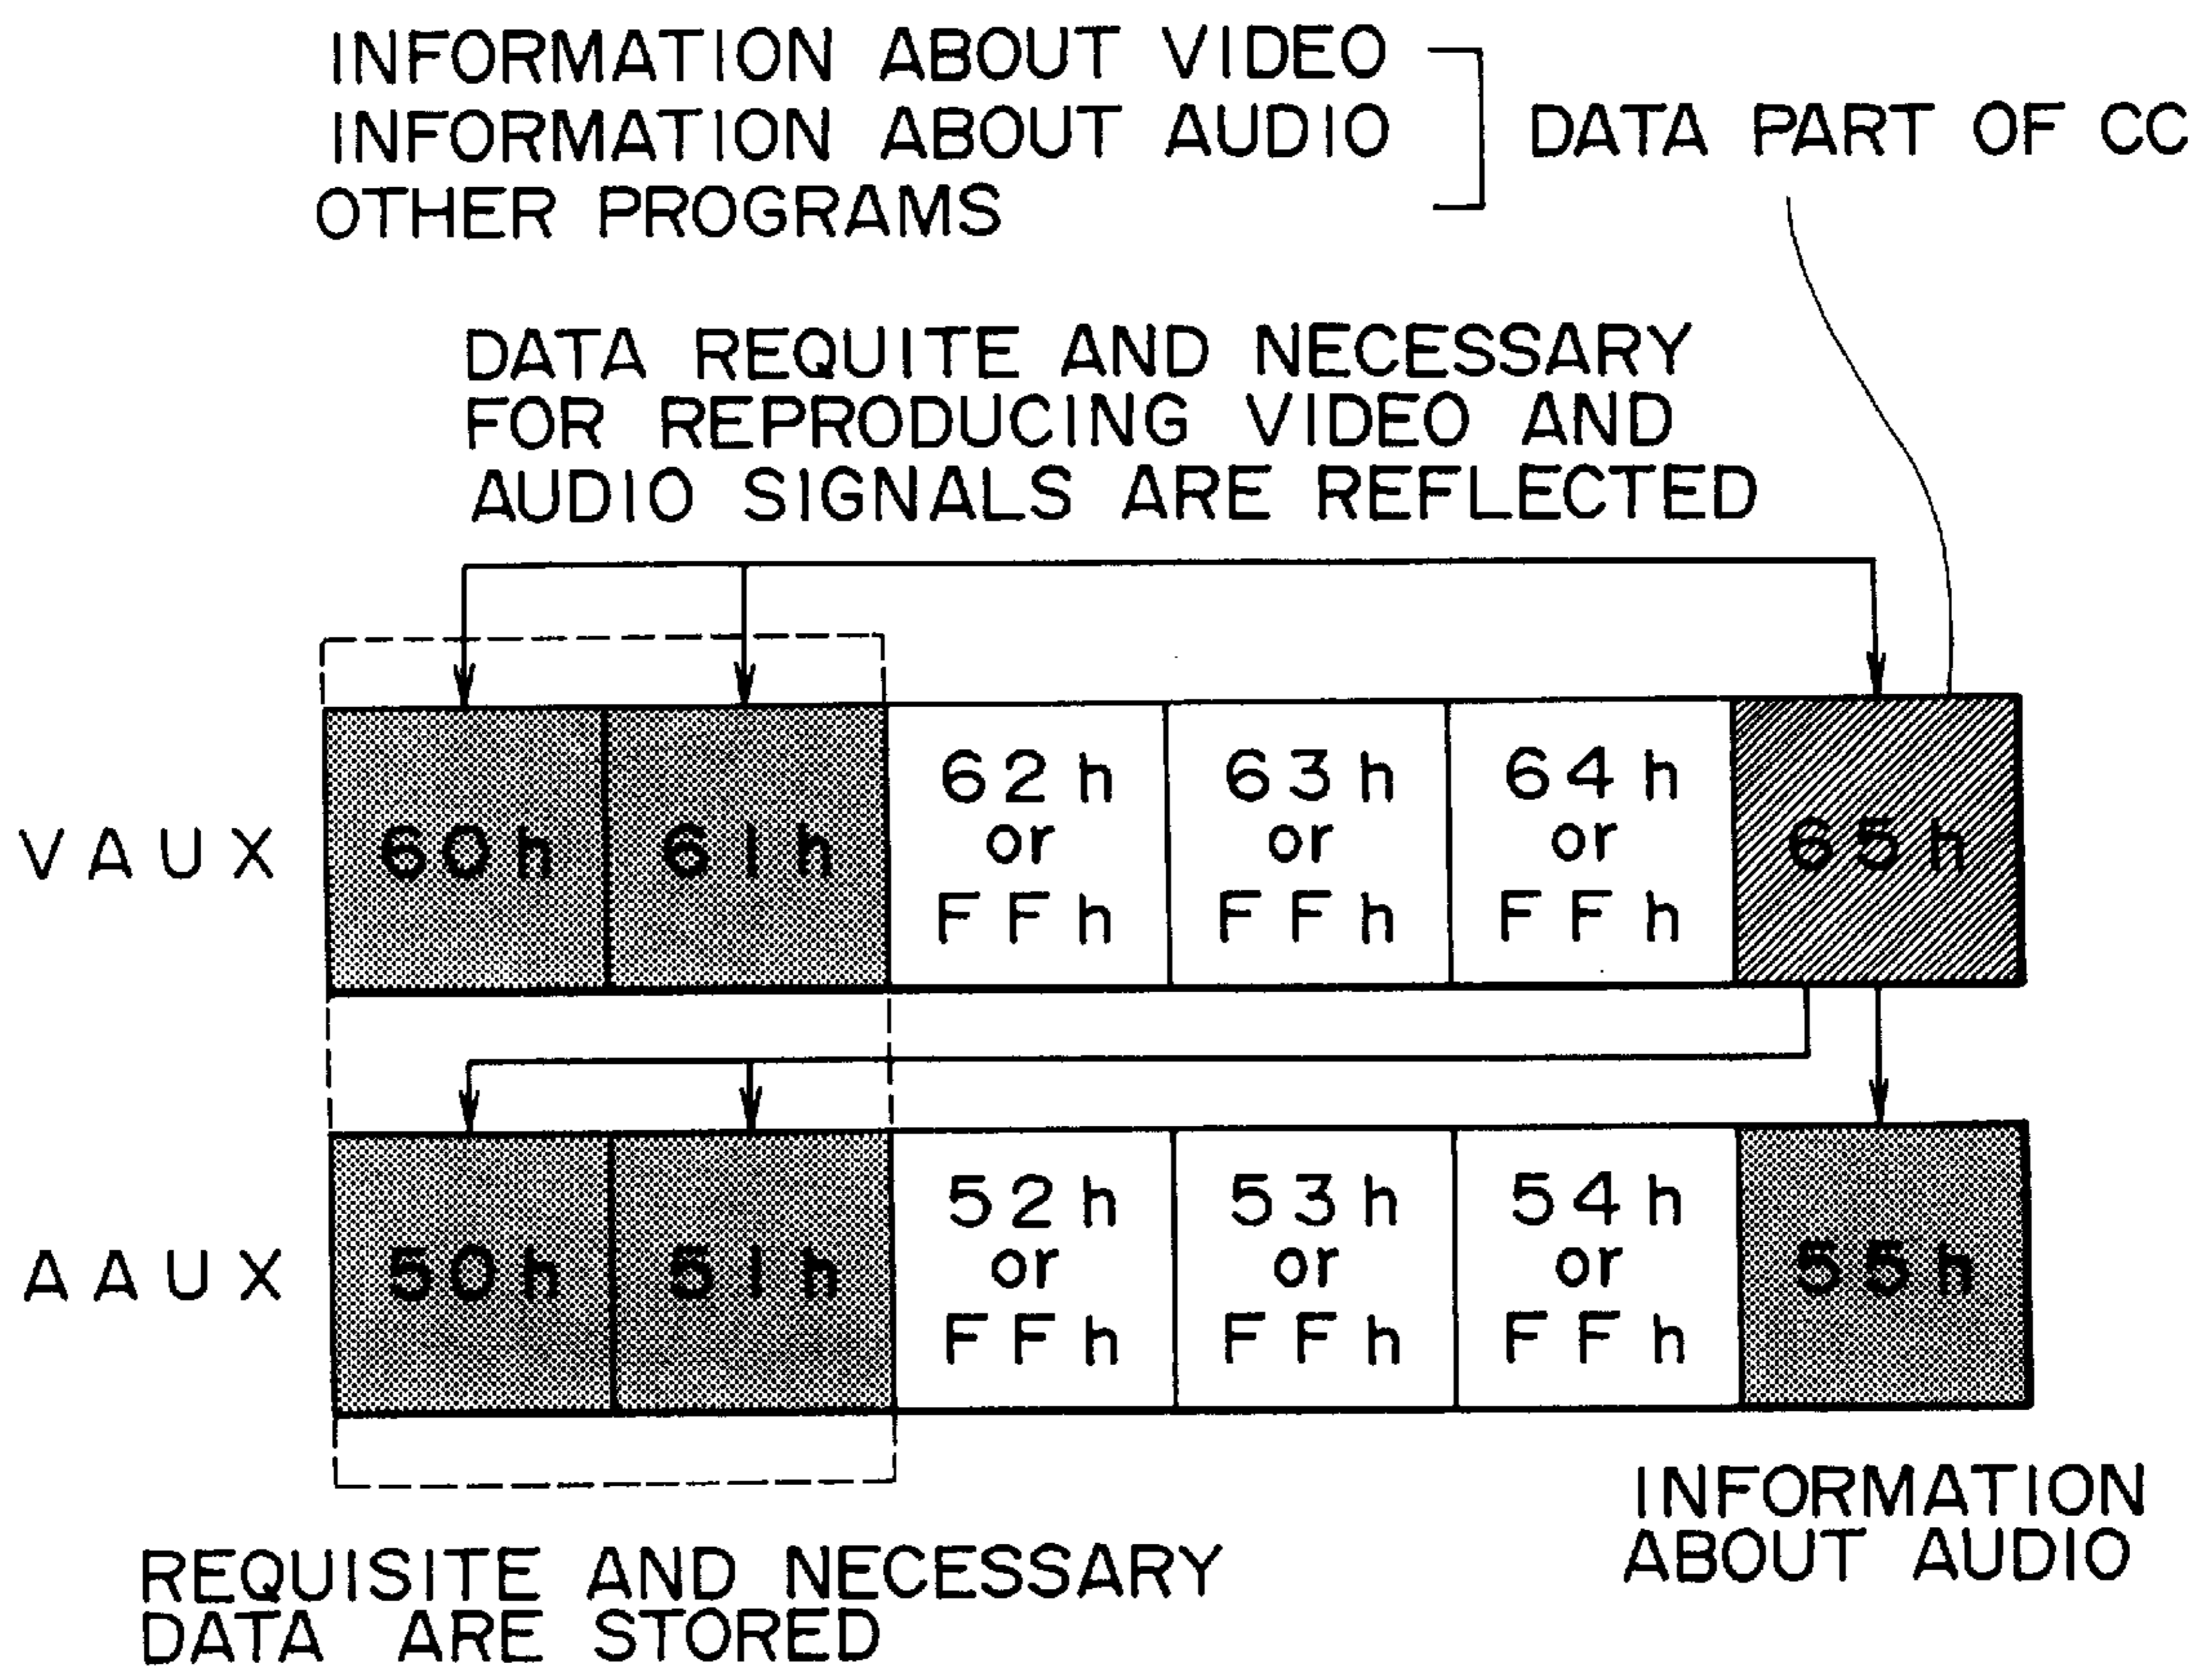 INFORMATION ABOUT VIDEO
INFORMATION ABOUT AUDIO
OTHER PROGRAMS
DATA PART OF CC
DATA REQUITE AND NECESSARY
FOR REPRODUCING VIDEO AND
AUDIO SIGNALS ARE REFLECTED
VAUX
60h
61h
62h
or
FFh
63h
or
FFh
64h
or
FFh
65h
AAUX
50h
51h
52h
or
FFh
53h
or
FFh
54h
or
FFh
55h
INFORMATION
ABOUT AUDIO
REQUISITE AND NECESSARY
DATA ARE STORED